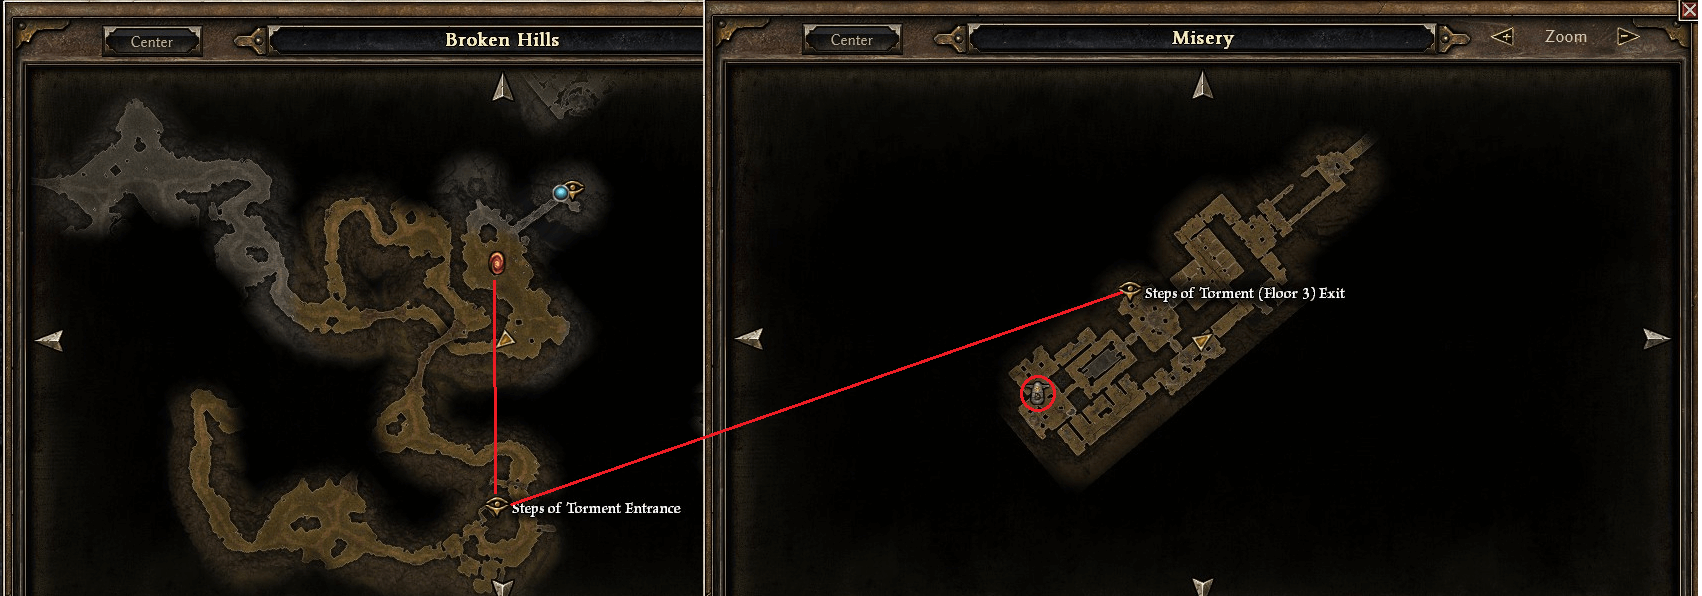 Center
Broken Hills
Center
Misery
Zoom
Steps of Torment (Floor 3) Exit
Steps of Torment Entrance